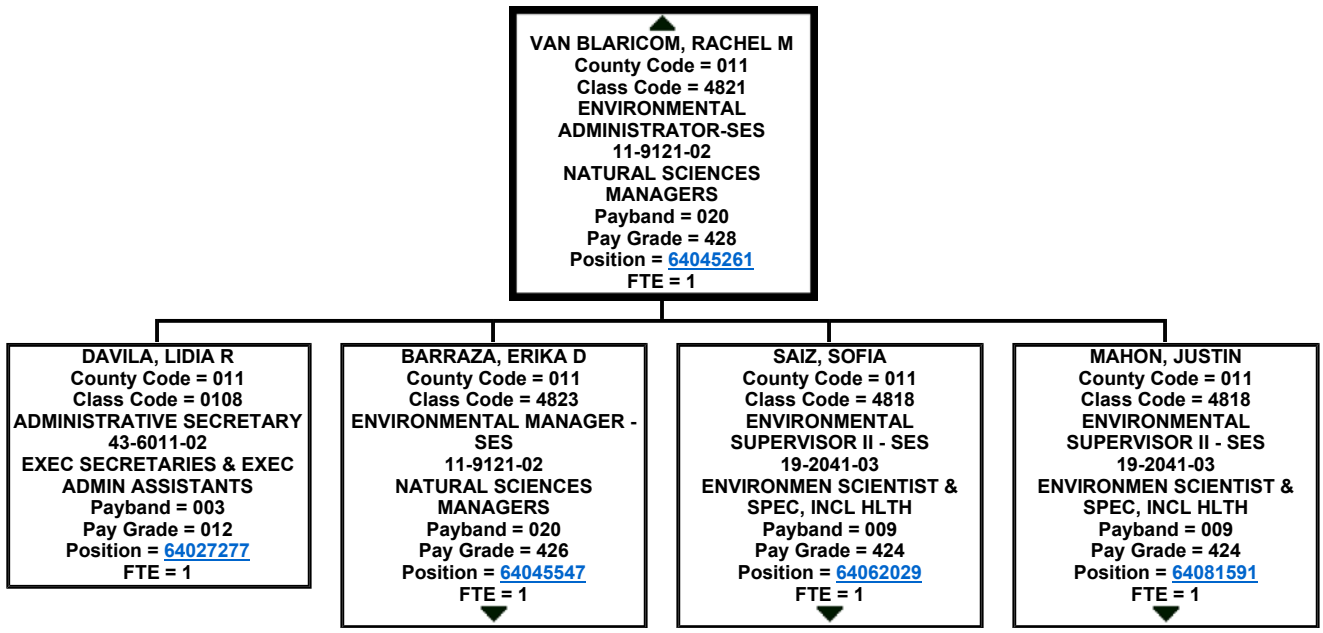 VAN BLARICOM, RACHEL M
County Code = 011
Class Code = 4821
ENVIRONMENTAL
ADMINISTRATOR-SES
11-9121-02
NATURAL SCIENCES
MANAGERS
Payband = 020
Pay Grade = 428
Position = 64045261
FTE = 1
DAVILA, LIDIA R
County Code = 011
Class Code = 0108
ADMINISTRATIVE SECRETARY
43-6011-02
EXEC SECRETARIES & EXEC
ADMIN ASSISTANTS
Payband = 003
Pay Grade = 012
Position = 64027277
FTE = 1
BARRAZA, ERIKA D
County Code = 011
Class Code = 4823
ENVIRONMENTAL MANAGER -
SES
11-9121-02
NATURAL SCIENCES
MANAGERS
Payband = 020
Pay Grade = 426
Position = 64045547
FTE = 1
SAIZ, SOFIA
County Code = 011
Class Code = 4818
ENVIRONMENTAL
SUPERVISOR II - SES
19-2041-03
ENVIRONMEN SCIENTIST &
SPEC, INCL HLTH
Payband = 009
Pay Grade = 424
Position = 64062029
FTE = 1
MAHON, JUSTIN
County Code = 011
Class Code = 4818
ENVIRONMENTAL
SUPERVISOR II - SES
19-2041-03
ENVIRONMEN SCIENTIST &
SPEC, INCL HLTH
Payband = 009
Pay Grade = 424
Position = 64081591
FTE = 1